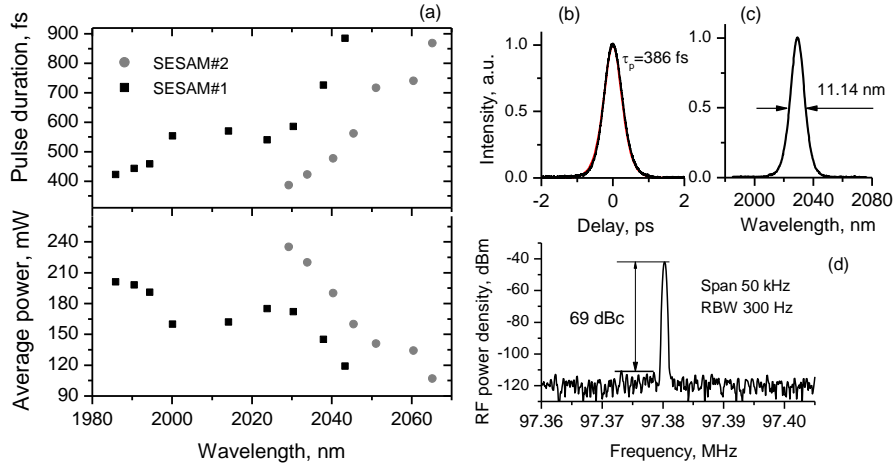 (a)
Pulse duration, fs
900
800
700
600
500
400
SESAM#2
SESAM#1
Average power, mW
240
210
180
150
120
90
1980 2000 2020 2040 2060
Wavelength, nm
(b)
Intensity, a.u.
1.0
0.5
0.0
τp=386 fs
-2 0 2
Delay, ps
(c)
1.0
0.5
0.0
11.14 nm
2000 2040 2080
Wavelength, nm
(d)
RF power density, dBm
-40
-60
-80
-100
-120
69 dBc
Span 50 kHz
RBW 300 Hz
97.36 97.37 97.38 97.39 97.40
Frequency, MHz